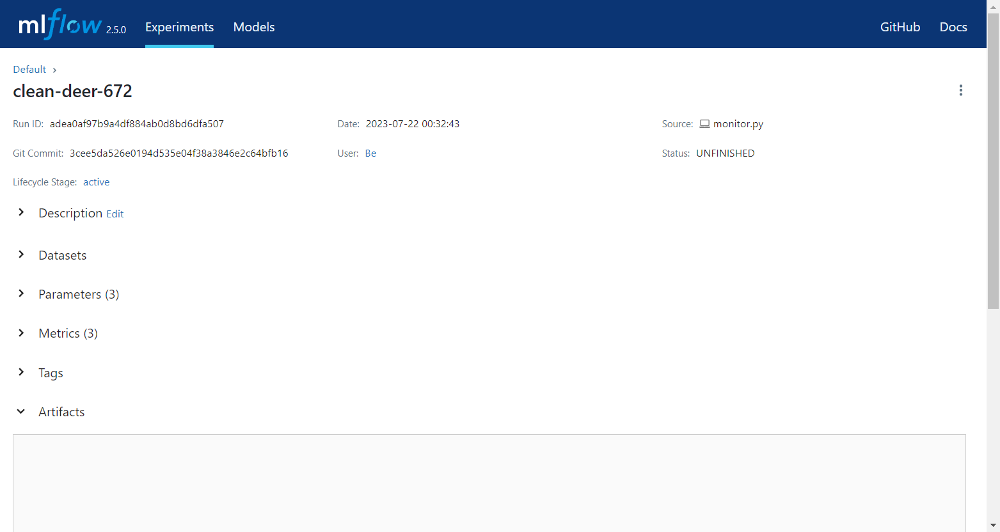 mlflow 2.5.0 Experiments Models GitHub Docs
Default ›
clean-deer-672
Run ID: adea0af97b9a4df884ab0d8bd6dfa507 Date: 2023-07-22 00:32:43 Source: monitor.py
Git Commit: 3cee5da526e0194d535e04f38a3846e2c64bfb16 User: Be Status: UNFINISHED
Lifecycle Stage: active
Description Edit
Datasets
Parameters (3)
Metrics (3)
Tags
Artifacts